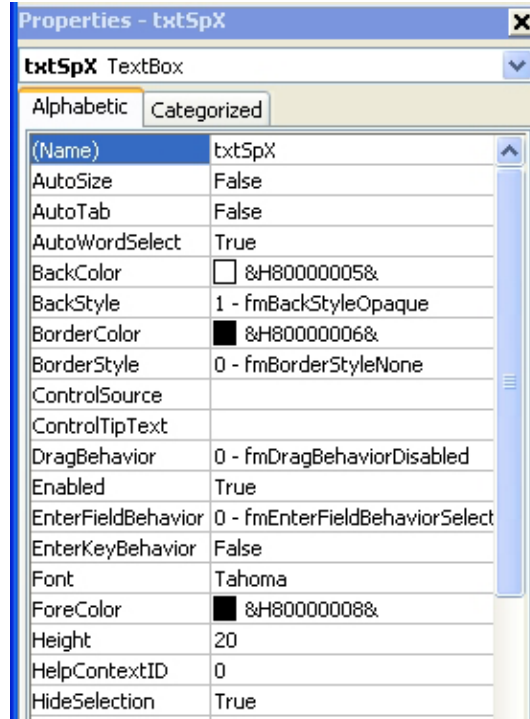 Properties - txtSpX
txtSpX TextBox
Alphabetic Categorized
(Name) txtSpX
AutoSize False
AutoTab False
AutoWordSelect True
BackColor &H80000005&
BackStyle 1 - fmBackStyleOpaque
BorderColor &H80000006&
BorderStyle 0 - fmBorderStyleNone
ControlSource
ControlTipText
DragBehavior 0 - fmDragBehaviorDisabled
Enabled True
EnterFieldBehavior 0 - fmEnterFieldBehaviorSelect
EnterKeyBehavior False
Font Tahoma
ForeColor &H80000008&
Height 20
HelpContextID 0
HideSelection True